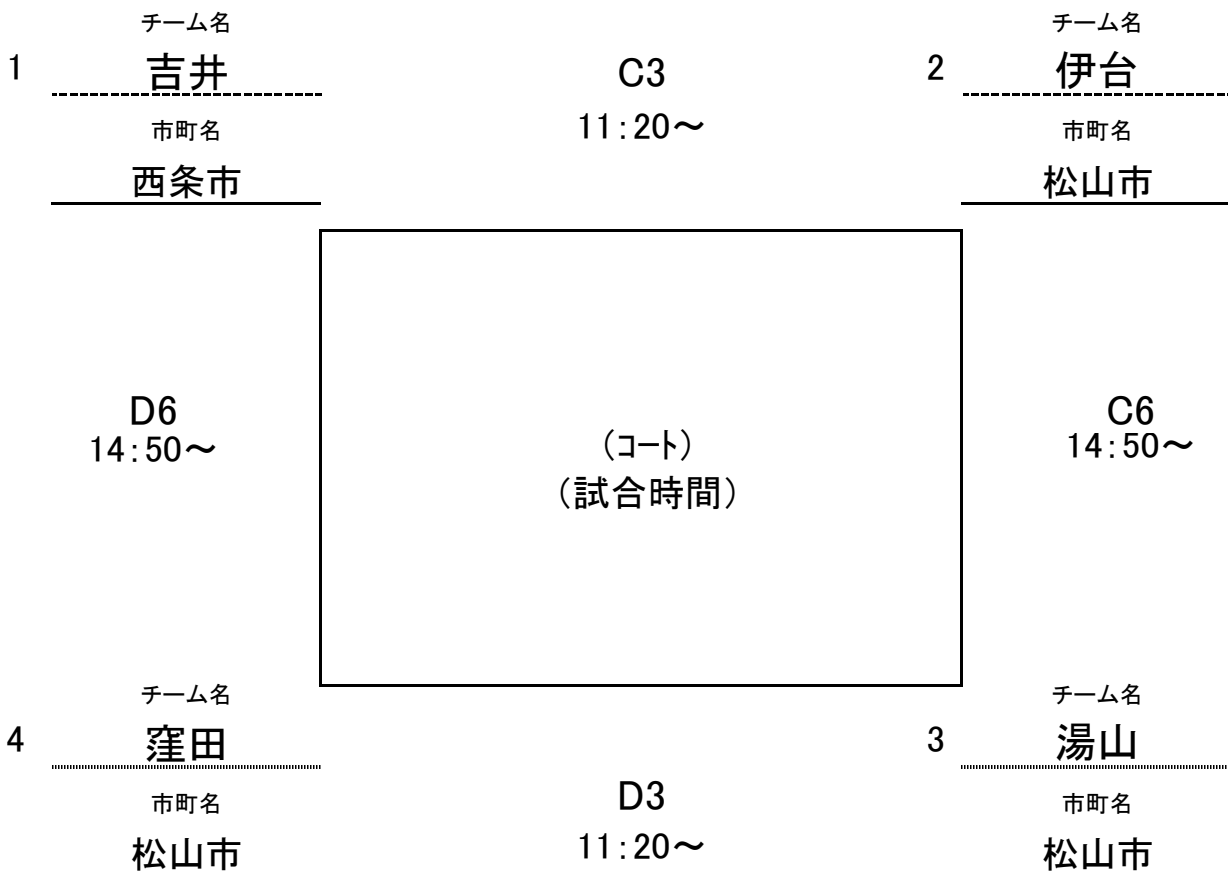 チーム名
チーム名
1
吉井
C3
2
伊台
11:20～
市町名
市町名
西条市
松山市
D6
14:50～
(コート)
(試合時間)
C6
14:50～
チーム名
チーム名
4
窪田
3
湯山
D3
市町名
市町名
11:20～
松山市
松山市